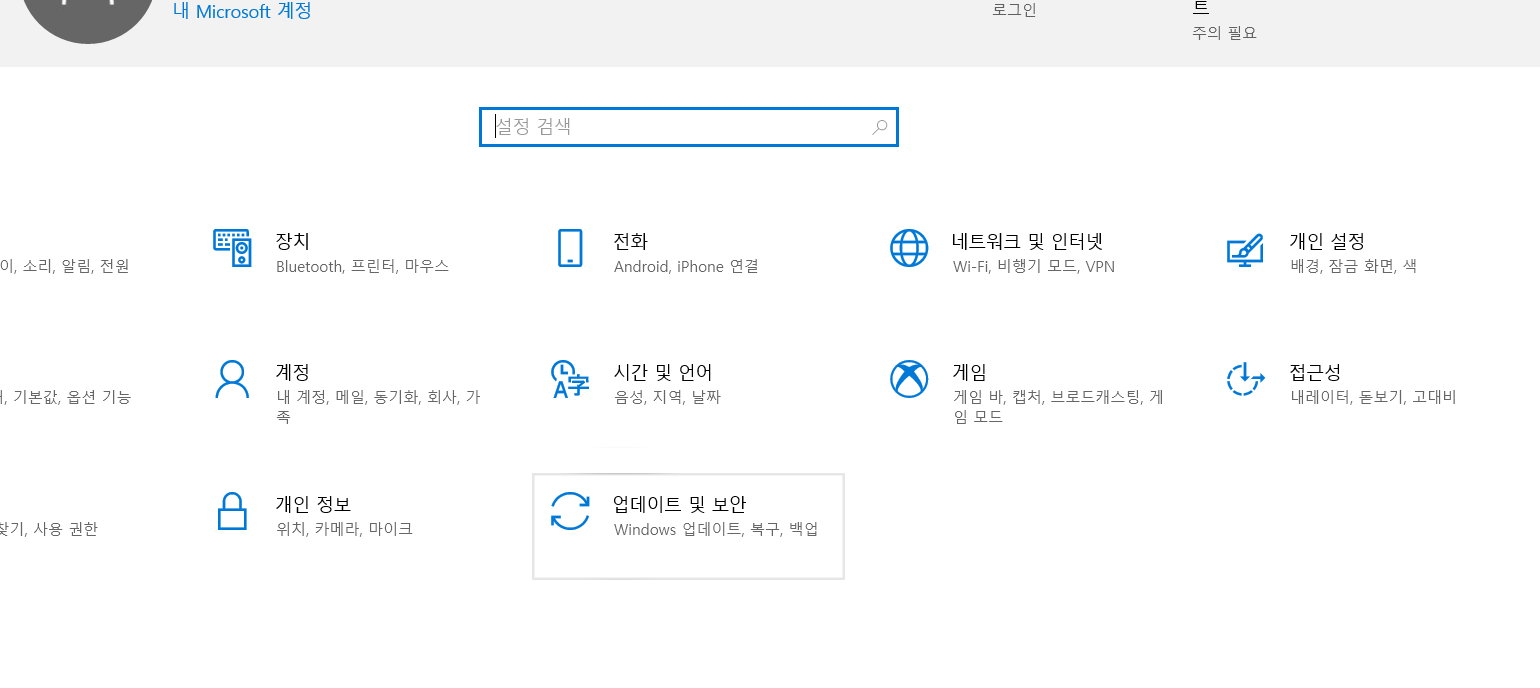 내 Microsoft 계정
로그인
트
주의 필요
설정 검색
장치
전화
네트워크 및 인터넷
개인 설정
이, 소리, 알림, 전원
Bluetooth, 프린터, 마우스
Android, iPhone 연결
Wi-Fi, 비행기 모드, VPN
배경, 잠금 화면, 색
계정
시간 및 언어
게임
접근성
, 기본값, 옵션 기능
내 계정, 메일, 동기화, 회사, 가
족
음성, 지역, 날짜
게임 바, 캡처, 브로드캐스팅, 게
임 모드
내레이터, 돋보기, 고대비
개인 정보
업데이트 및 보안
찾기, 사용 권한
위치, 카메라, 마이크
Windows 업데이트, 복구, 백업